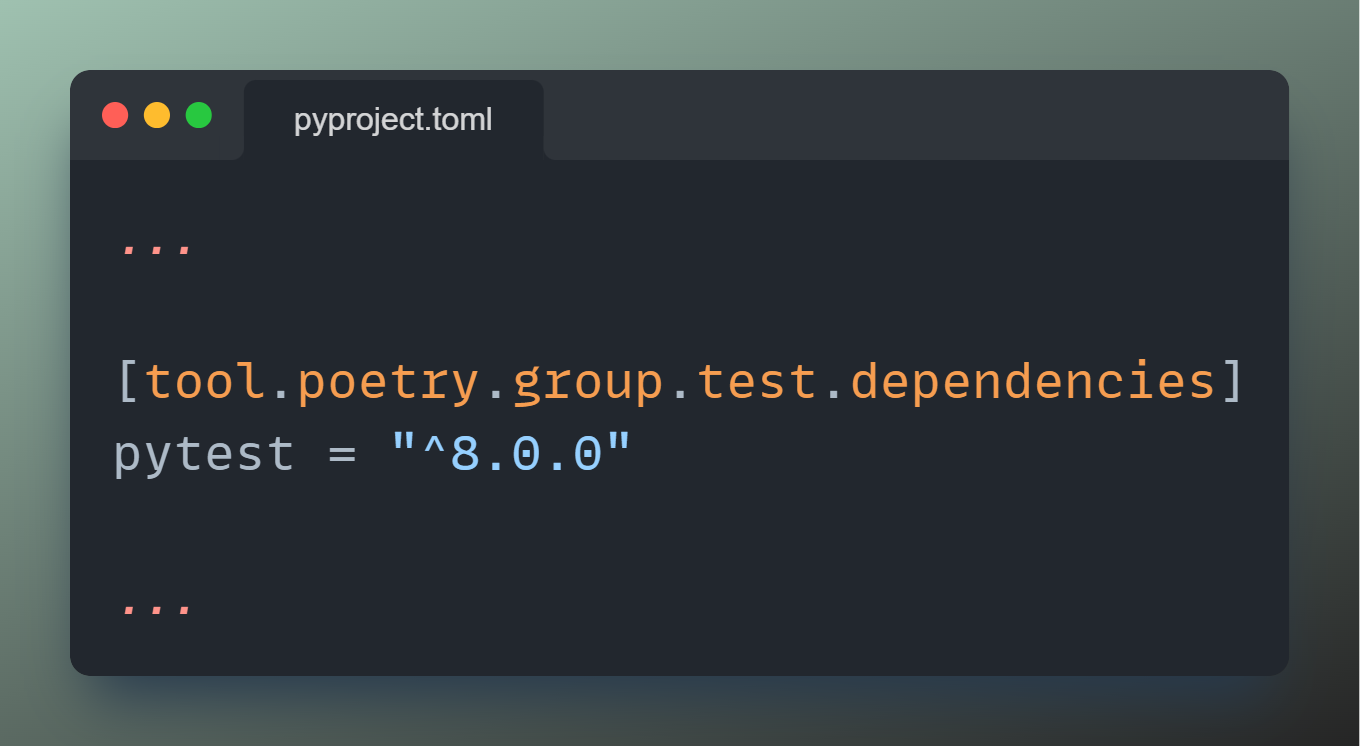 pyproject.toml
...
[tool.poetry.group.test.dependencies]
pytest = "^8.0.0"
...